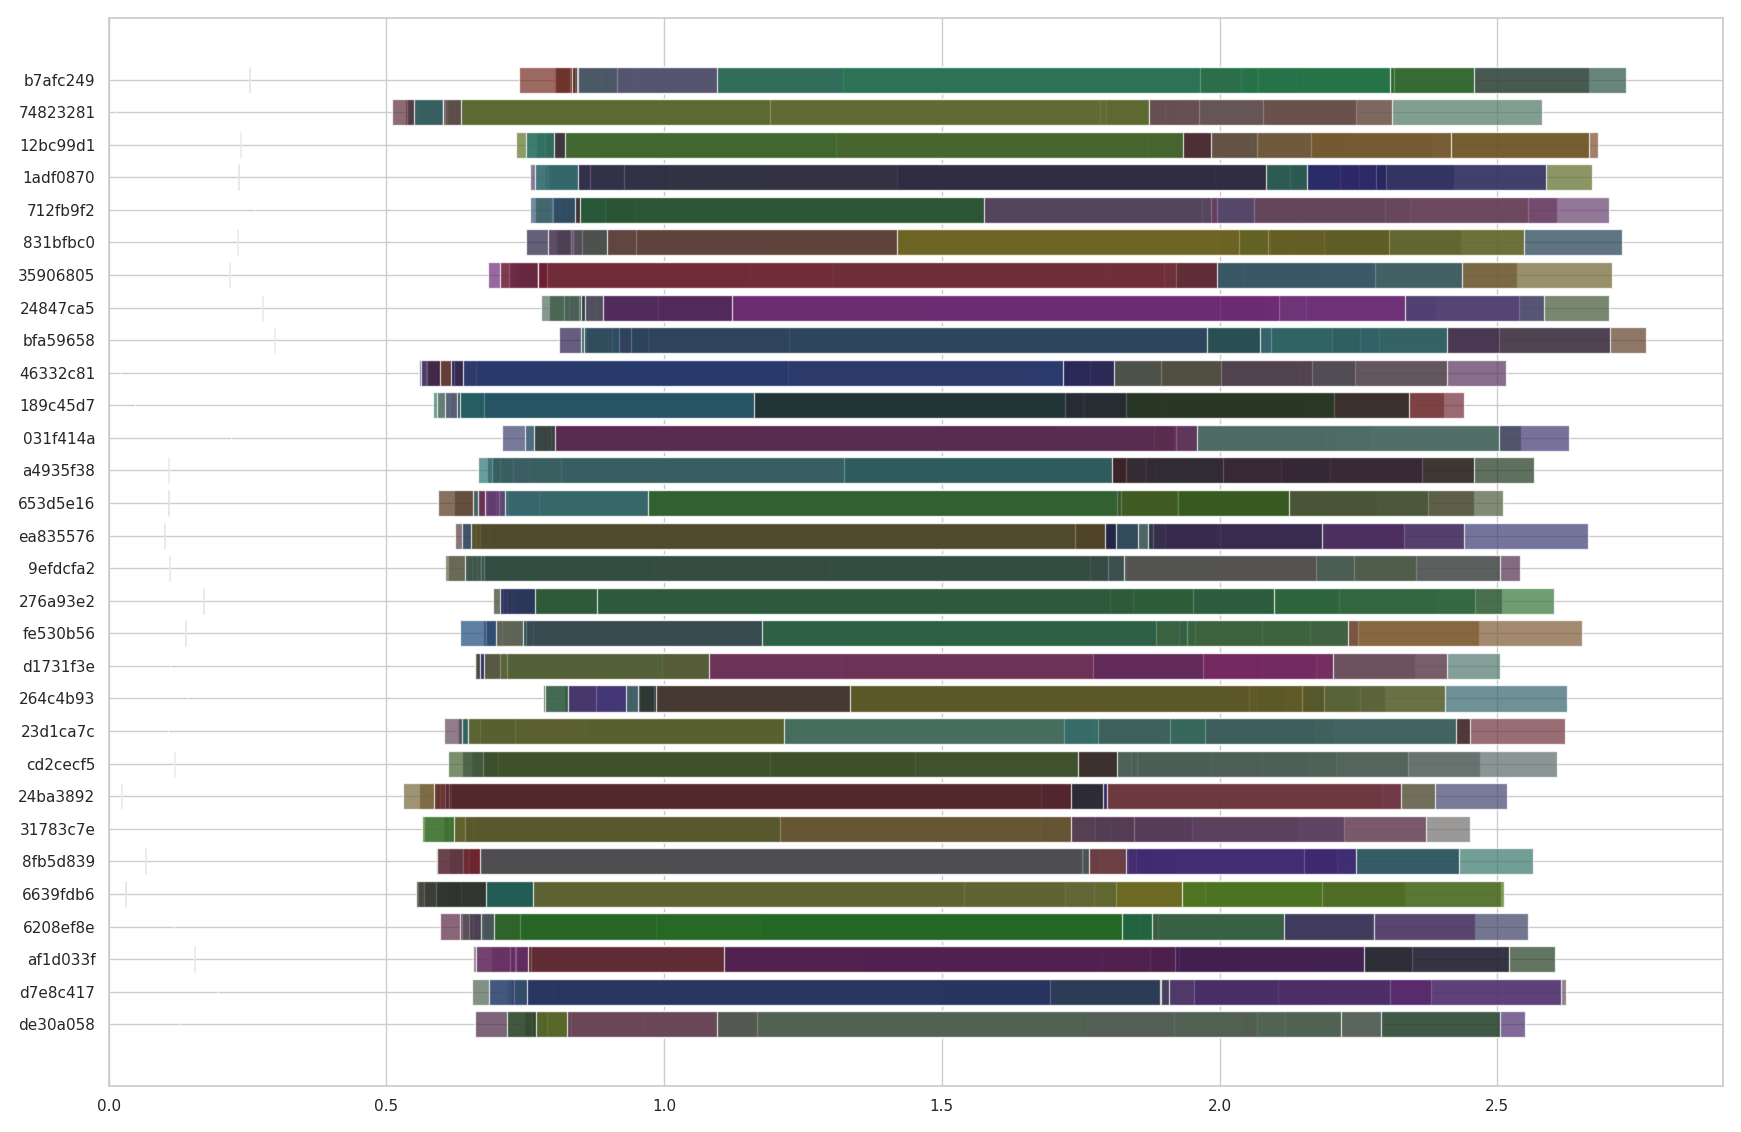 b7afc249
74823281
12bc99d1
1adf0870
712fb9f2
831bfbc0
35906805
24847ca5
bfa59658
46332c81
189c45d7
031f414a
a4935f38
653d5e16
ea835576
9efdcfa2
276a93e2
fe530b56
d1731f3e
264c4b93
23d1ca7c
cd2cecf5
24ba3892
31783c7e
8fb5d839
6639fdb6
6208ef8e
af1d033f
d7e8c417
de30a058
0.0 0.5 1.0 1.5 2.0 2.5